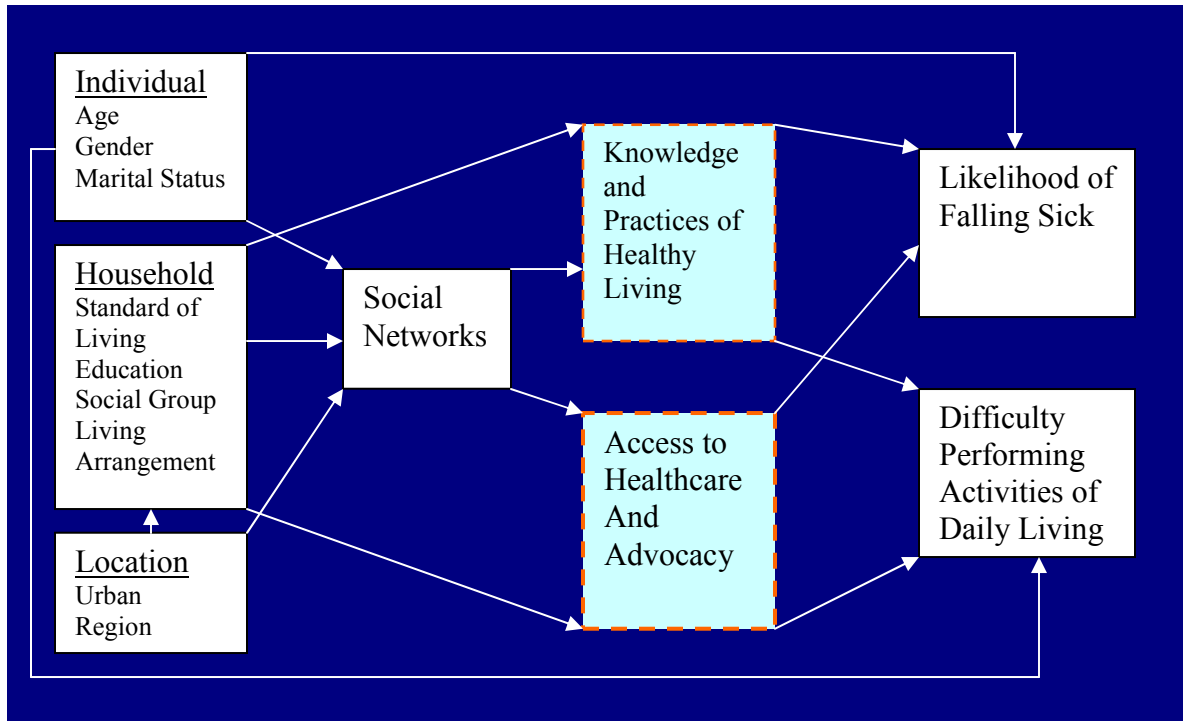 Individual
Age
Gender
Marital Status
Household
Standard of
Living
Education
Social Group
Living
Arrangement
Location
Urban
Region
Social
Networks
Knowledge
and
Practices of
Healthy
Living
Access to
Healthcare
And
Advocacy
Likelihood of
Falling Sick
Difficulty
Performing
Activities of
Daily Living